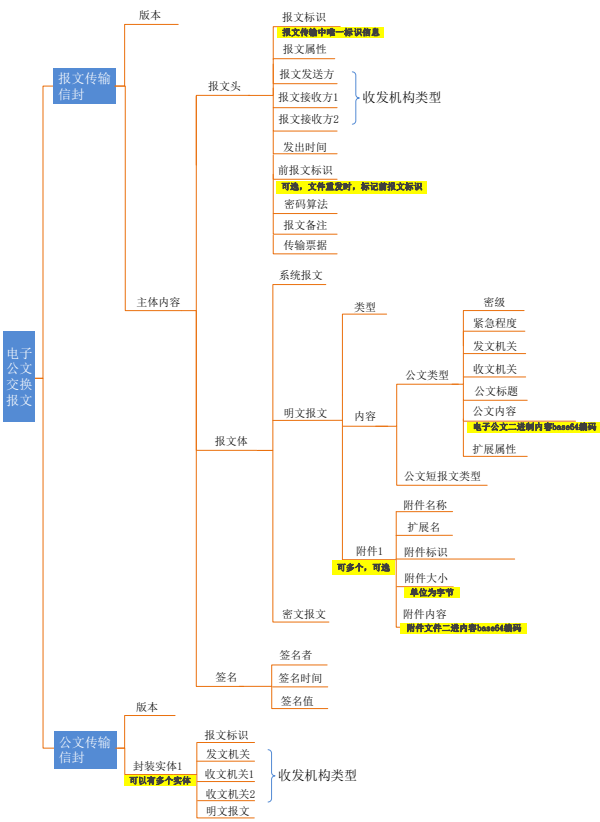 电子
公文
交换
报文
报文传输
信封
版本
主体内容
报文头
报文标识
报文传输中唯一标识信息
报文属性
报文发送方
报文接收方1
报文接收方2
收发机构类型
发出时间
前报文标识
可选，文件重发时，标记前报文标识
密码算法
报文备注
传输票据
报文体
系统报文
明文报文
类型
内容
公文类型
密级
紧急程度
发文机关
收文机关
公文标题
公文内容
电子公文二进制内容base64编码
扩展属性
公文短报文类型
附件1
可多个，可选
附件名称
扩展名
附件标识
附件大小
单位为字节
附件内容
附件文件二进内容base64编码
密文报文
签名
签名者
签名时间
签名值
公文传输
信封
版本
封装实体1
可以有多个实体
报文标识
发文机关
收文机关1
收文机关2
收发机构类型
明文报文